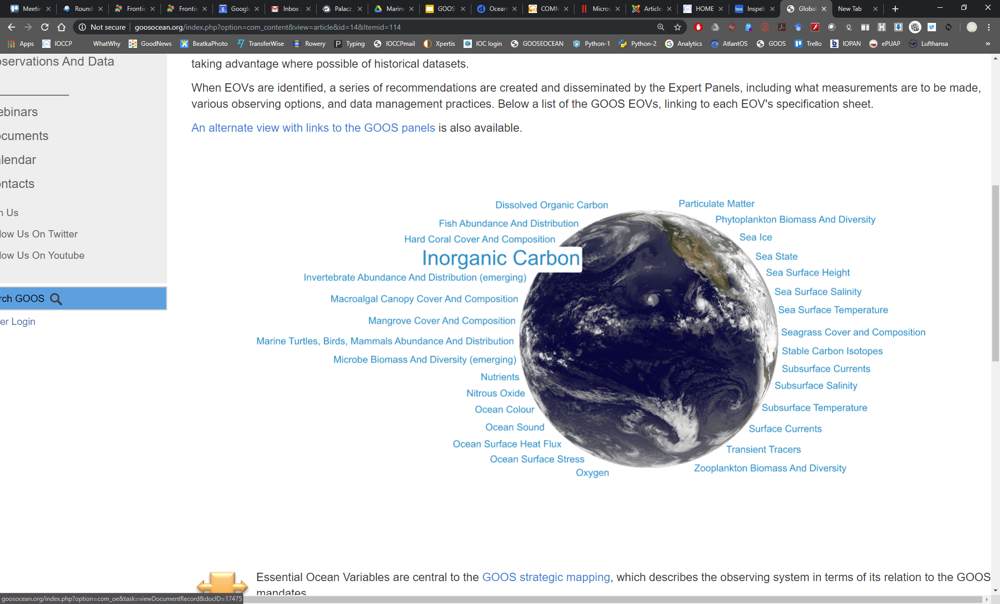 Meetin
Round
Frontie
Frontie
Google
Inbox
Palacz,
Marine
GOOS
Ocean
COMM
Micros
Article
HOME
Inspeln
Global
New Tab
Not secure
goosocean.org/index.php?option=com_content&view=article&id=14&Itemid=114
Apps
IOCCP
WhatWhy
GoodNews
BeatkaPhoto
TransferWise
Rowery
Typing
IOCCPmail
Xpertis
IOC login
GOOSEOCEAN
Python-1
Python-2
Analytics
AtlantOS
GOOS
Trello
IOPAN
ePUAP
Lufthansa
»
servations And Data
ebinars
ocuments
alendar
ontacts
n Us
low Us On Twitter
low Us On Youtube
rch GOOS
er Login
taking advantage where possible of historical datasets.
When EOVs are identified, a series of recommendations are created and disseminated by the Expert Panels, including what measurements are to be made,
various observing options, and data management practices. Below a list of the GOOS EOVs, linking to each EOV's specification sheet.
An alternate view with links to the GOOS panels is also available.
Dissolved Organic Carbon
Fish Abundance And Distribution
Hard Coral Cover And Composition
Inorganic Carbon
Invertebrate Abundance And Distribution (emerging)
Macroalgal Canopy Cover And Composition
Mangrove Cover And Composition
Marine Turtles, Birds, Mammals Abundance And Distribution
Microbe Biomass And Diversity (emerging)
Nutrients
Nitrous Oxide
Ocean Colour
Ocean Sound
Ocean Surface Heat Flux
Ocean Surface Stress
Oxygen
Particulate Matter
Phytoplankton Biomass And Diversity
Sea Ice
Sea State
Sea Surface Height
Sea Surface Salinity
Sea Surface Temperature
Seagrass Cover and Composition
Stable Carbon Isotopes
Subsurface Currents
Subsurface Salinity
Subsurface Temperature
Surface Currents
Transient Tracers
Zooplankton Biomass And Diversity
Essential Ocean Variables are central to the GOOS strategic mapping, which describes the observing system in terms of its relation to the GOOS
mandates
goosocean.org/index.php?option=com_oe&task=viewDocumentRecord&docID=17475